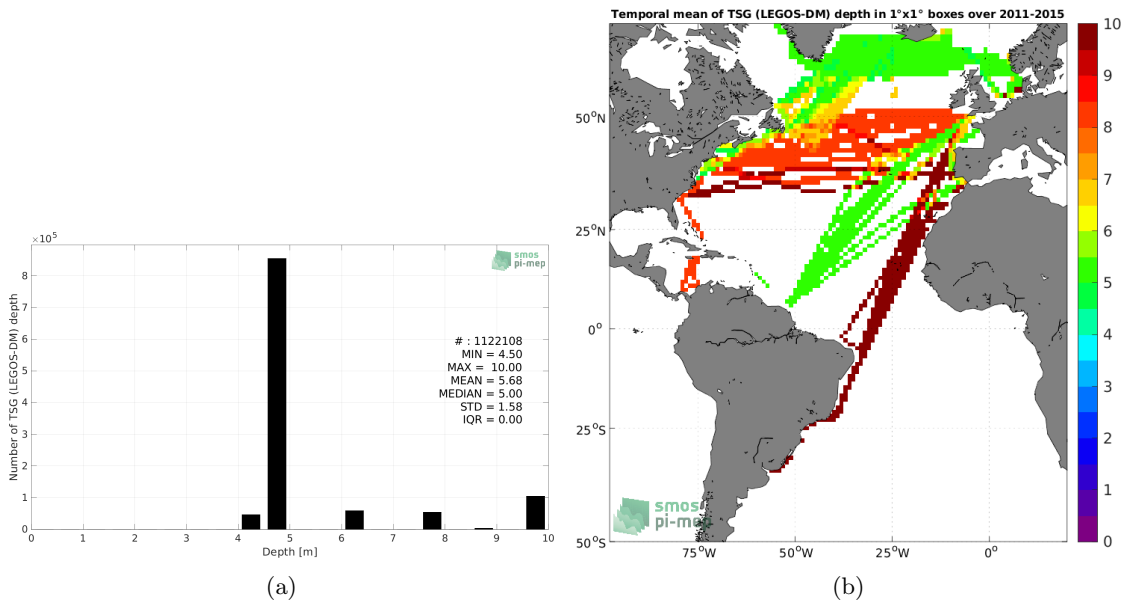 ×10⁵
8
7
6
5
4
3
2
1
0
Number of TSG (LEGOS-DM) depth
smos
pi-mep
# : 1122108
MIN = 4.50
MAX = 10.00
MEAN = 5.68
MEDIAN = 5.00
STD = 1.58
IQR = 0.00
0 1 2 3 4 5 6 7 8 9 10
Depth [m]
(a)
Temporal mean of TSG (LEGOS-DM) depth in 1°x1° boxes over 2011-2015
50°N
25°N
0°
25°S
50°S
75°W 50°W 25°W 0°
smos
pi-mep
10
9
8
7
6
5
4
3
2
1
0
(b)